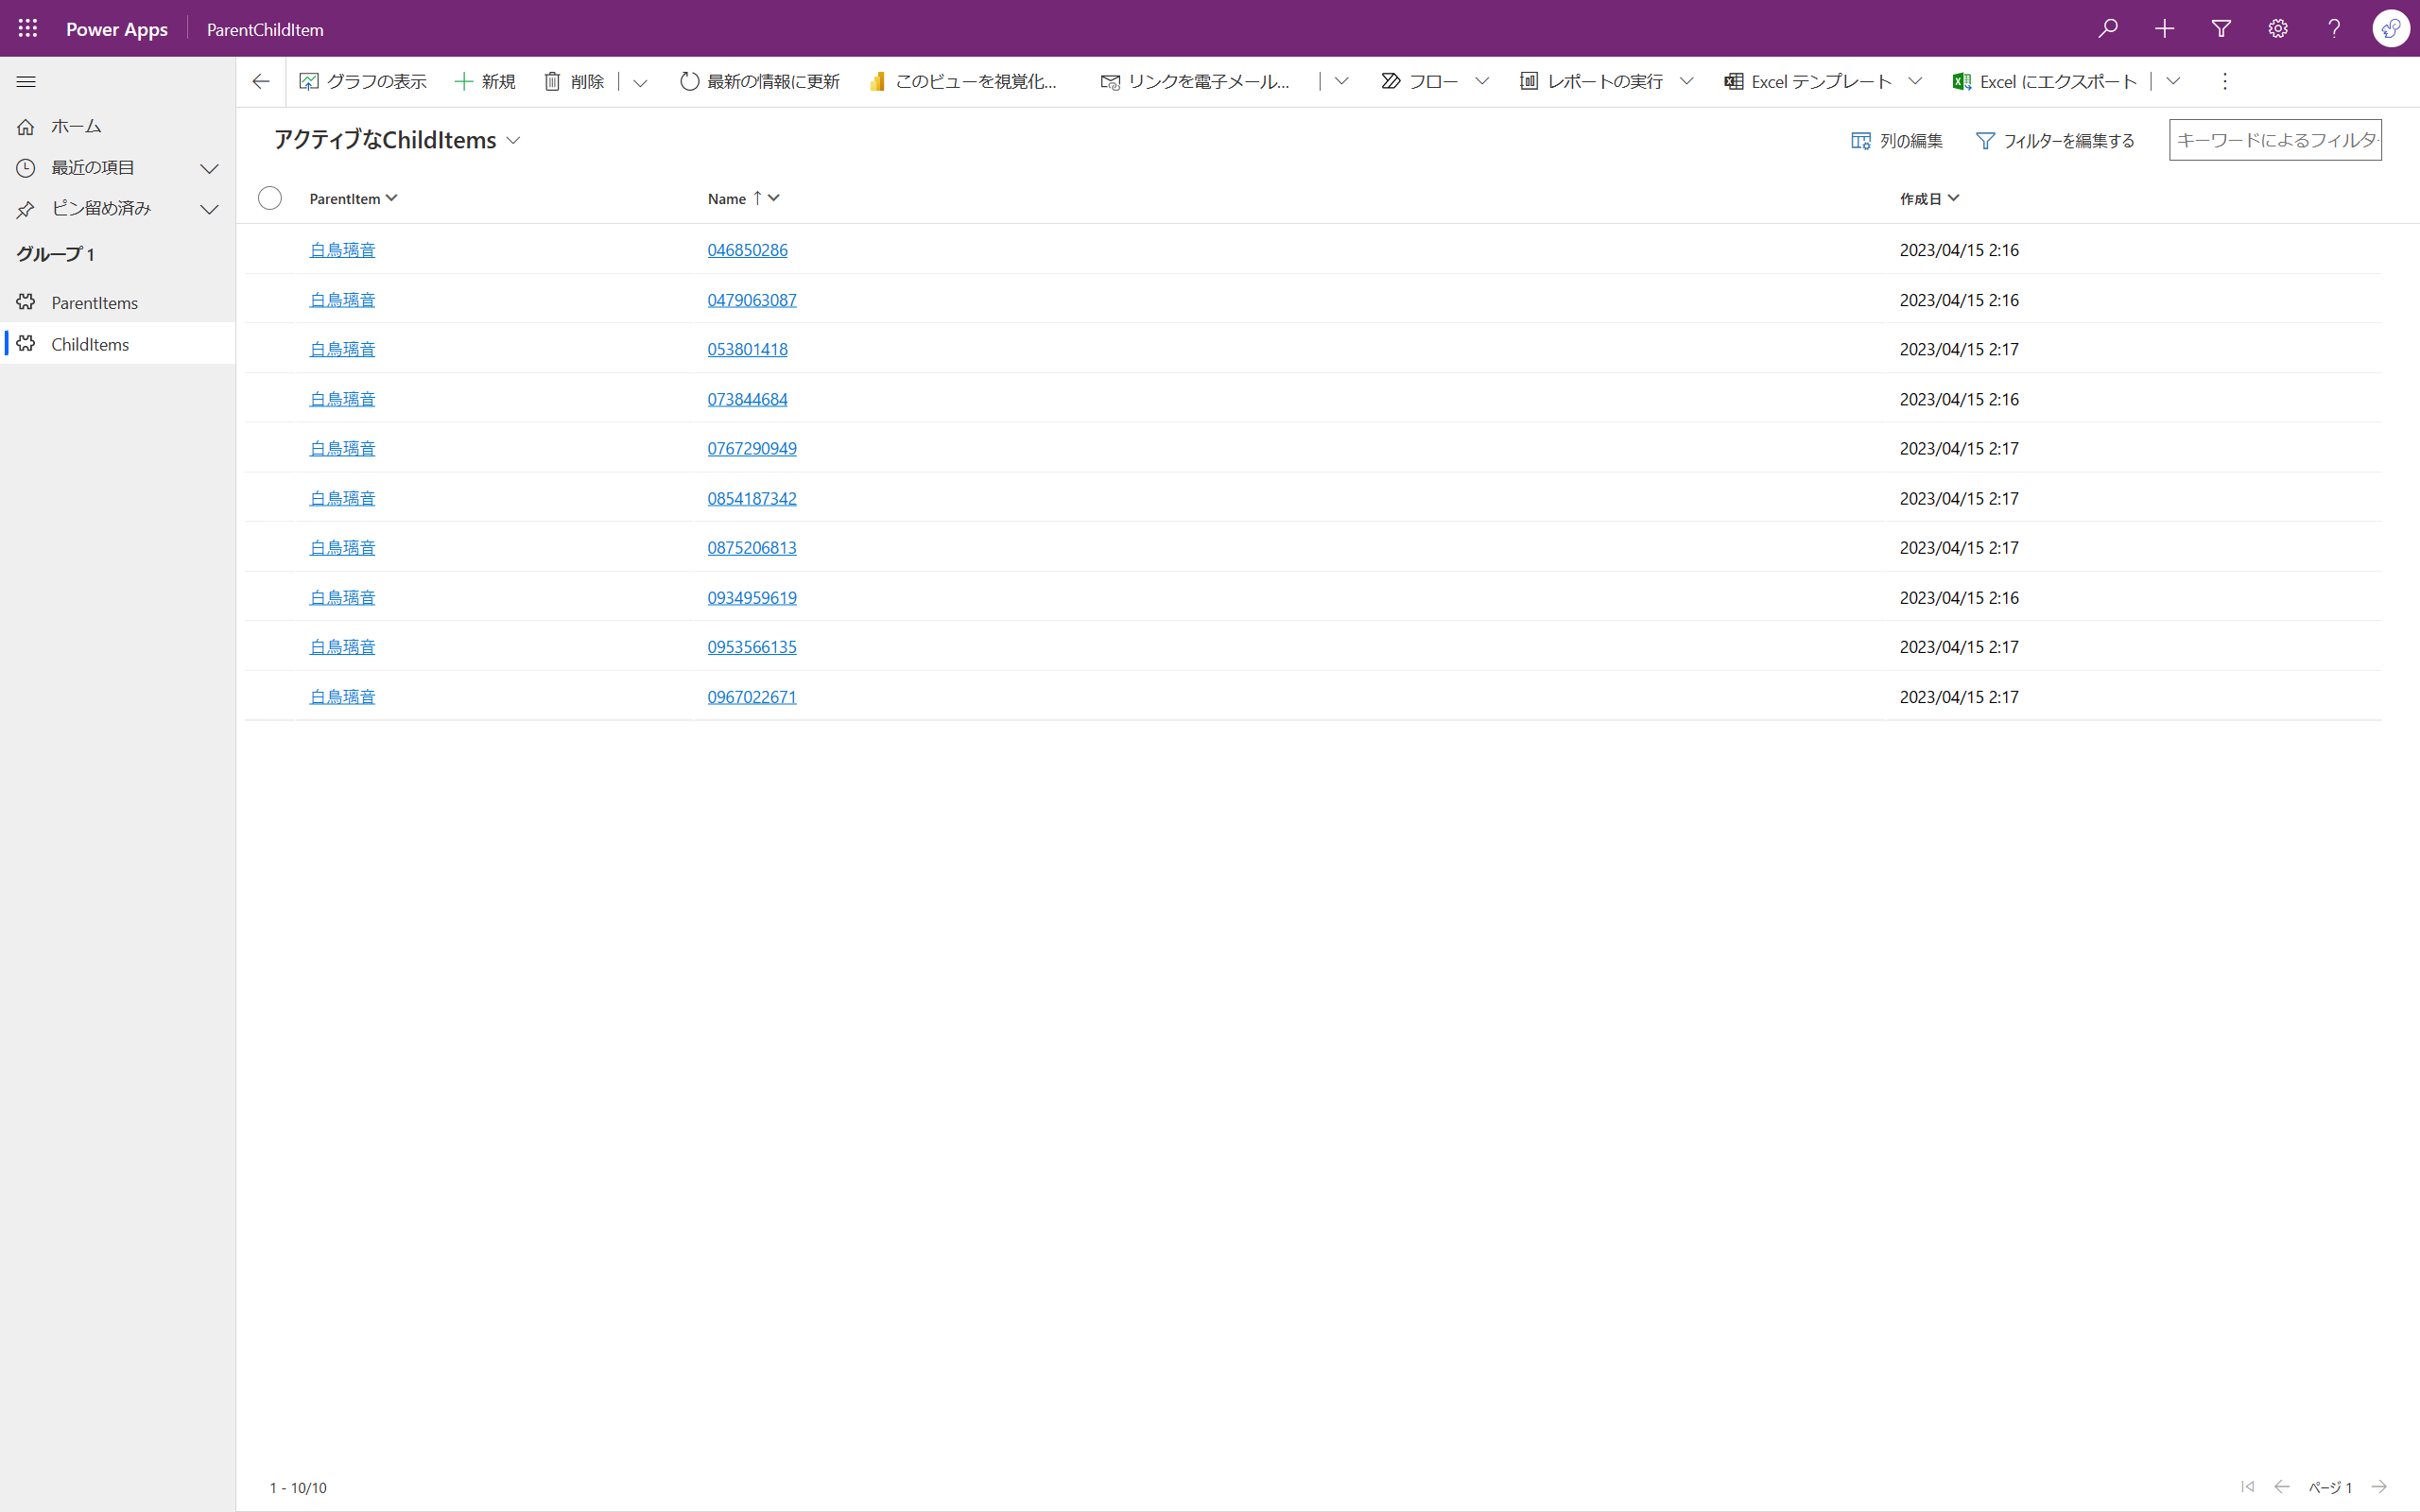 Power Apps ParentChildItem
グラフの表示 新規 削除 最新の情報に更新 このビューを視覚化... リンクを電子メール... フロー レポートの実行 Excel テンプレート Excel にエクスポート
ホーム
最近の項目
ピン留め済み
グループ 1
ParentItems
ChildItems
アクティブなChildItems 列の編集 フィルターを編集する キーワードによるフィルタ
ParentItem Name ↑ 作成日
白鳥璃音 046850286 2023/04/15 2:16
白鳥璃音 0479063087 2023/04/15 2:16
白鳥璃音 053801418 2023/04/15 2:17
白鳥璃音 073844684 2023/04/15 2:16
白鳥璃音 0767290949 2023/04/15 2:17
白鳥璃音 0854187342 2023/04/15 2:17
白鳥璃音 0875206813 2023/04/15 2:17
白鳥璃音 0934959619 2023/04/15 2:16
白鳥璃音 0953566135 2023/04/15 2:17
白鳥璃音 0967022671 2023/04/15 2:17
1 - 10/10 ページ 1